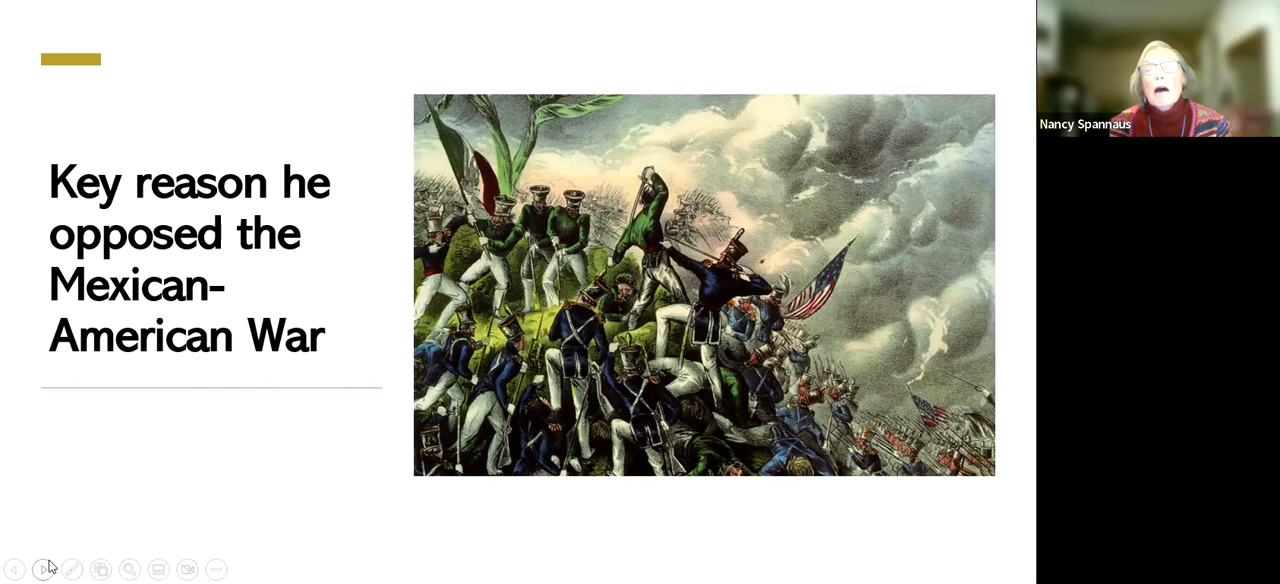 Key reason he
opposed the
Mexican-
American War
Nancy Spannaus